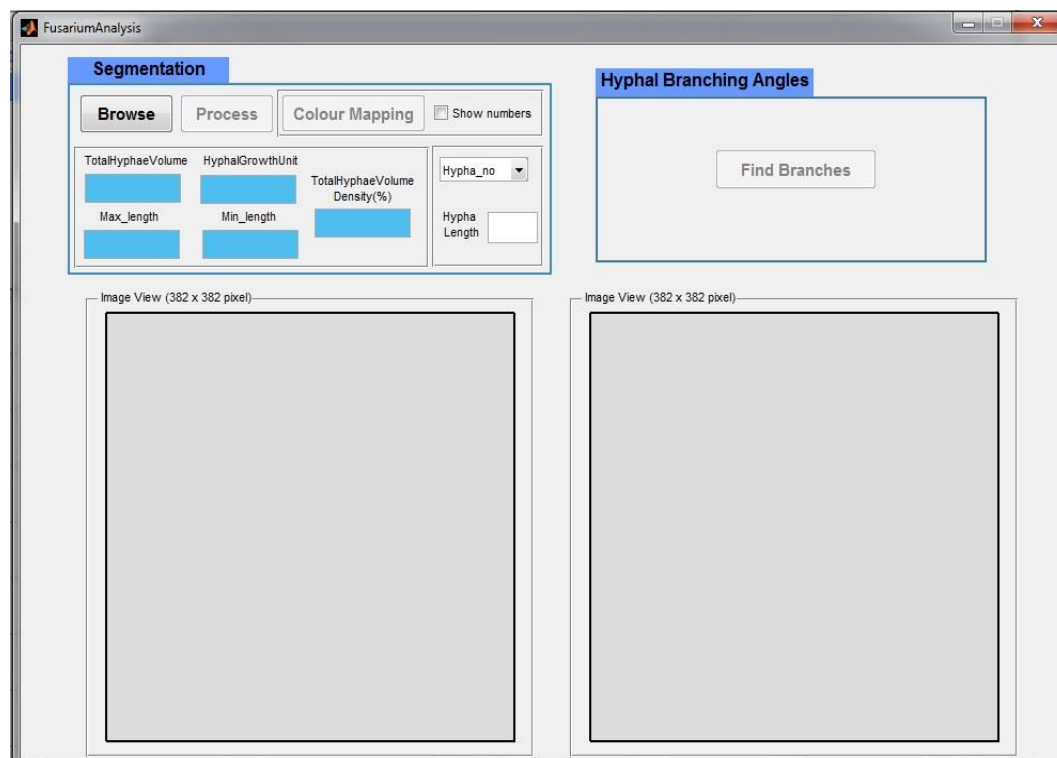 FusariumAnalysis
Segmentation
Browse
Process
Colour Mapping
Show numbers
TotalHyphaeVolume
HyphalGrowthUnit
TotalHyphaeVolume
Density(%)
Max_length
Min_length
Hypha_no
Hypha
Length
Hyphal Branching Angles
Find Branches
Image View (382 x 382 pixel)
Image View (382 x 382 pixel)